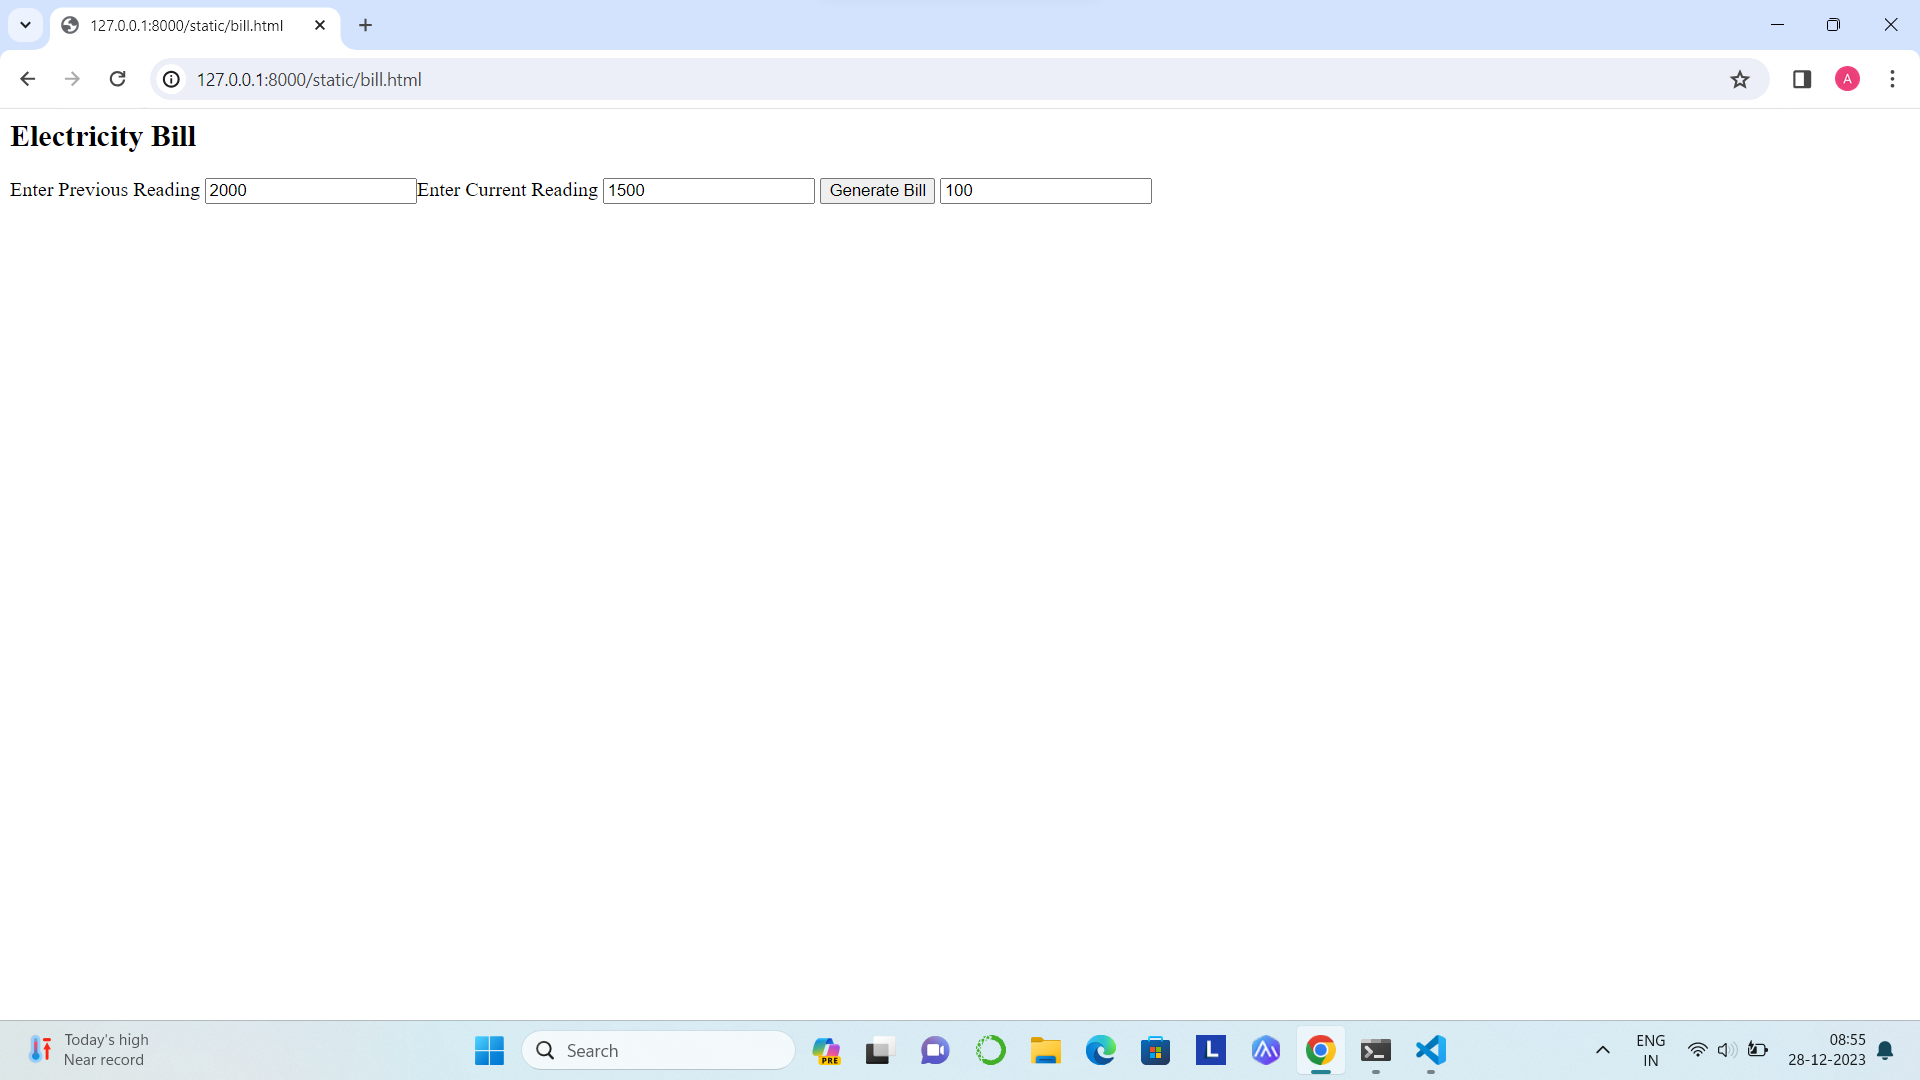 127.0.0.1:8000/static/bill.html
127.0.0.1:8000/static/bill.html
A
Electricity Bill
Enter Previous Reading 2000 Enter Current Reading 1500 Generate Bill 100
Today's high
Near record
Search
PRE
L
ENG
IN
08:55
28-12-2023